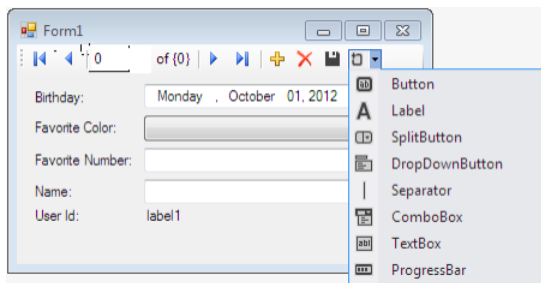 Form1
0 of {0}
Birthday: Monday , October 01, 2012
Favorite Color:
Favorite Number:
Name:
User Id: label1
Button
A Label
SplitButton
DropDownButton
Separator
ComboBox
abl TextBox
ProgressBar